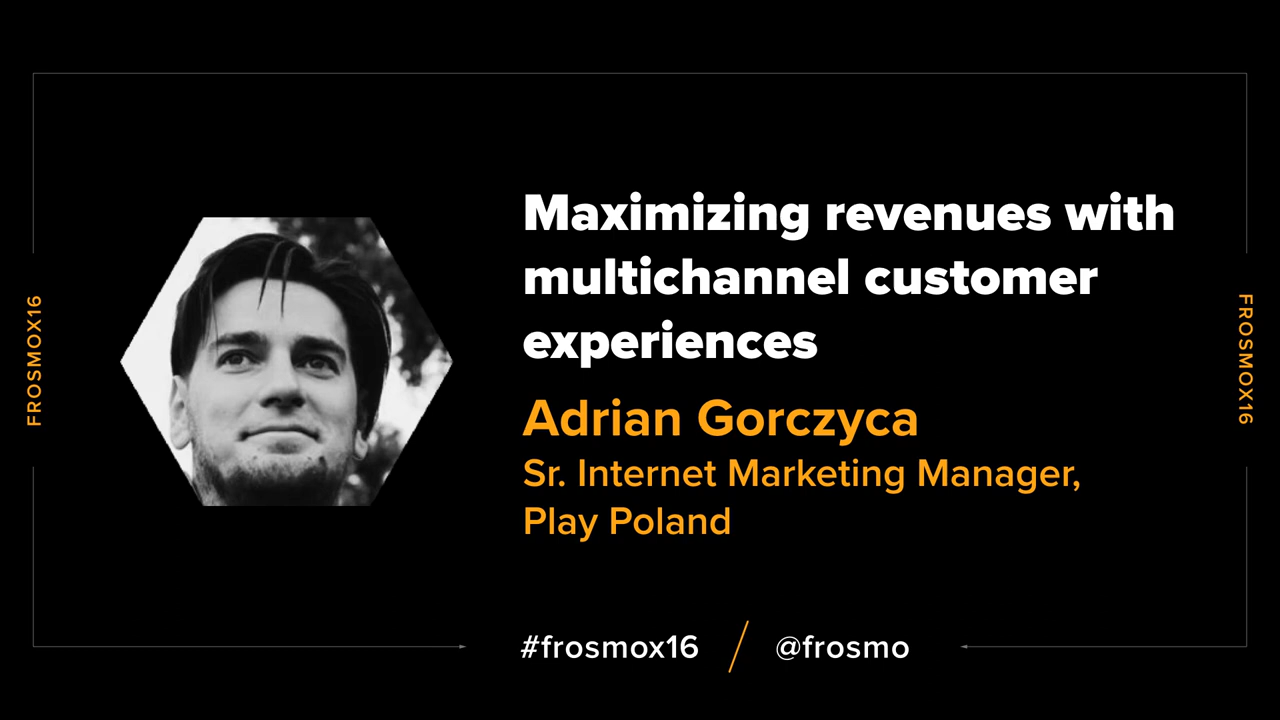 FROSMOX16
Maximizing revenues with
multichannel customer
experiences
Adrian Gorczyca
Sr. Internet Marketing Manager,
Play Poland
FROSMOX16
#frosmox16 / @frosmo